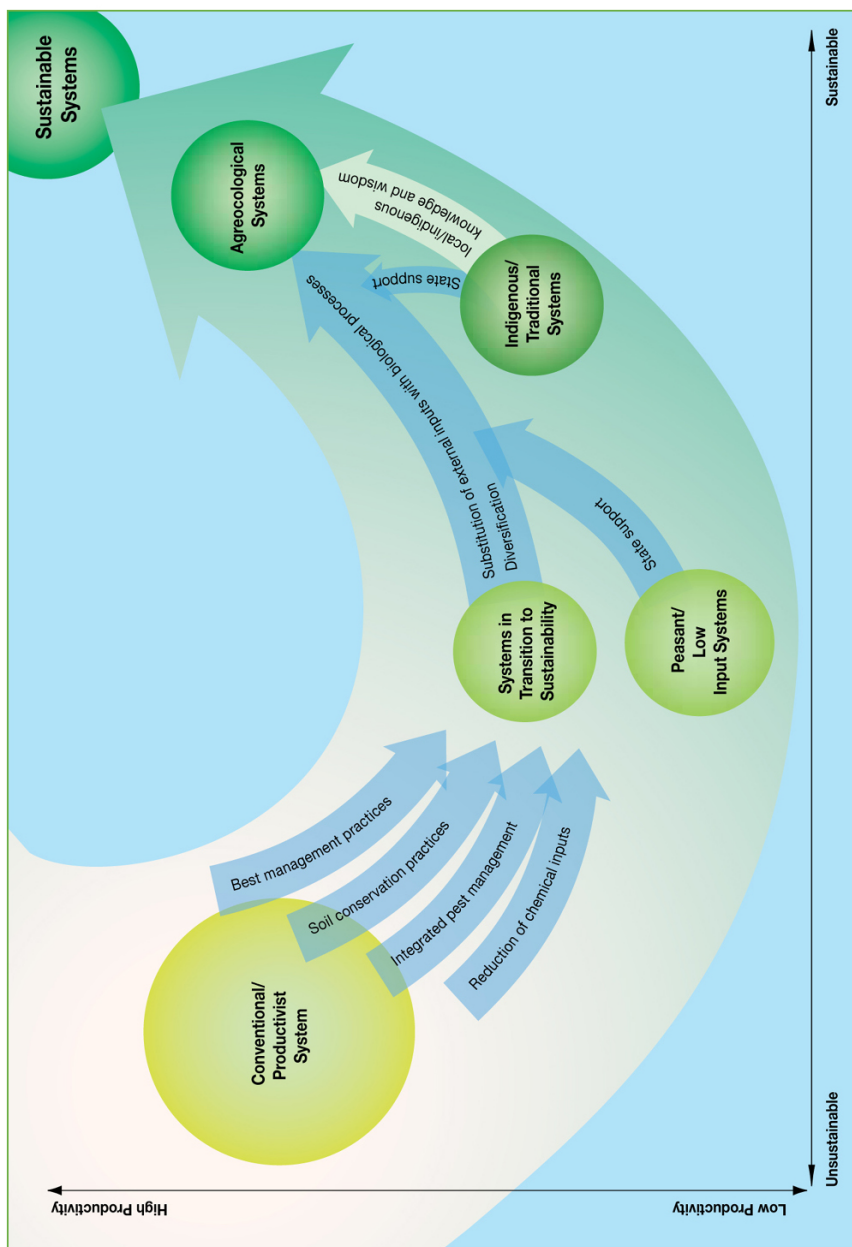 Sustainable
Systems
Agreocological
Systems
local/indigenous
knowledge and wisdom
State support
Indigenous/
Traditional
Systems
Substitution of external inputs with biological processes
Diversification
State support
Systems in
Transition to
Sustainability
Peasant/
Low
Input Systems
Best management practices
Soil conservation practices
Integrated pest management
Reduction of chemical inputs
Conventional/
Productivist
System
High Productivity
Low Productivity
Unsustainable
Sustainable